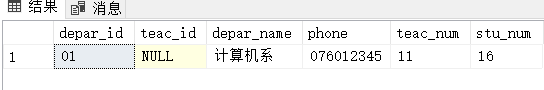 结果 消息
depar_id teac_id depar_name phone teac_num stu_num
1 01 NULL 计算机系 076012345 11 16